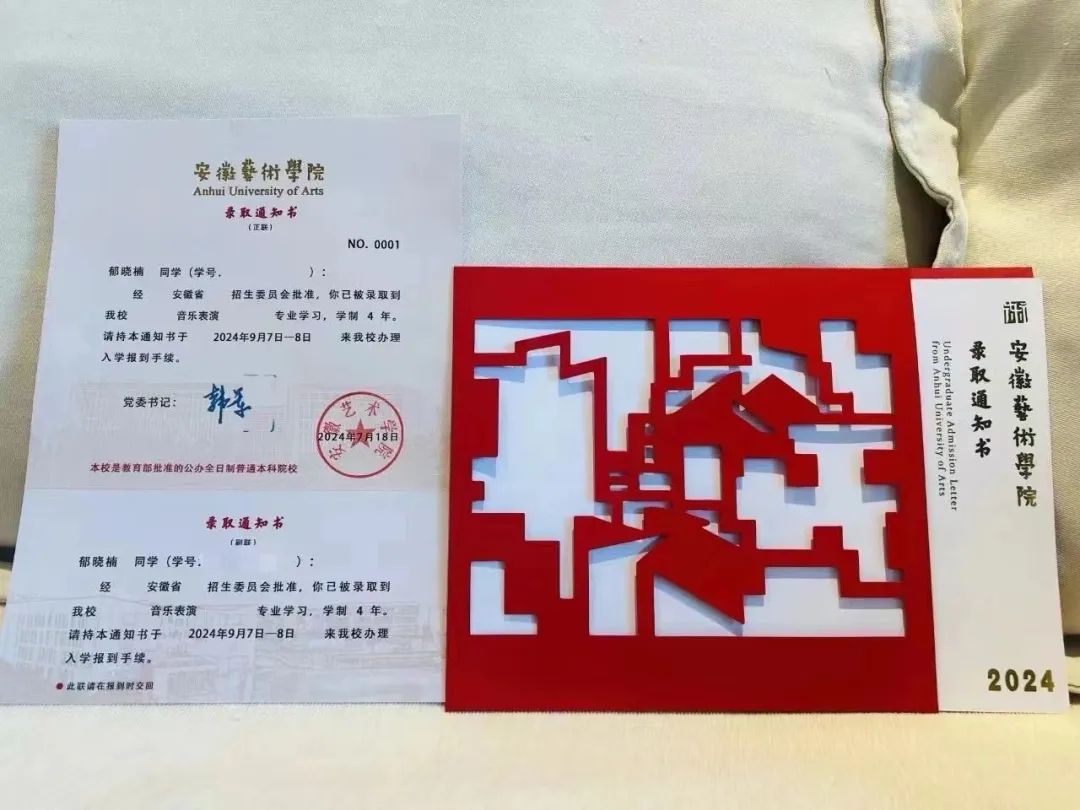 安徽藝術學院
Anhui University of Arts
录取通知书
(正联)
NO. 0001
郁晓楠 同学(学号. ):
经 安徽省 招生委员会批准,你已被录取到
我校 音乐表演 专业学习,学制 4 年。
请持本通知书于 2024年9月7日—8日 来我校办理
入学报到手续。
党委书记:
安徽艺术学院
2024年7月18日
本校是教育部批准的公办全日制普通本科院校
录取通知书
(副联)
郁晓楠 同学(学号. ):
经 安徽省 招生委员会批准,你已被录取到
我校 音乐表演 专业学习,学制 4 年。
请持本通知书于 2024年9月7日—8日 来我校办理
入学报到手续。
●此联请在报到时交回
安徽藝術學院
录取通知书
Undergraduate Admission Letter
from Anhui University of Arts
2024